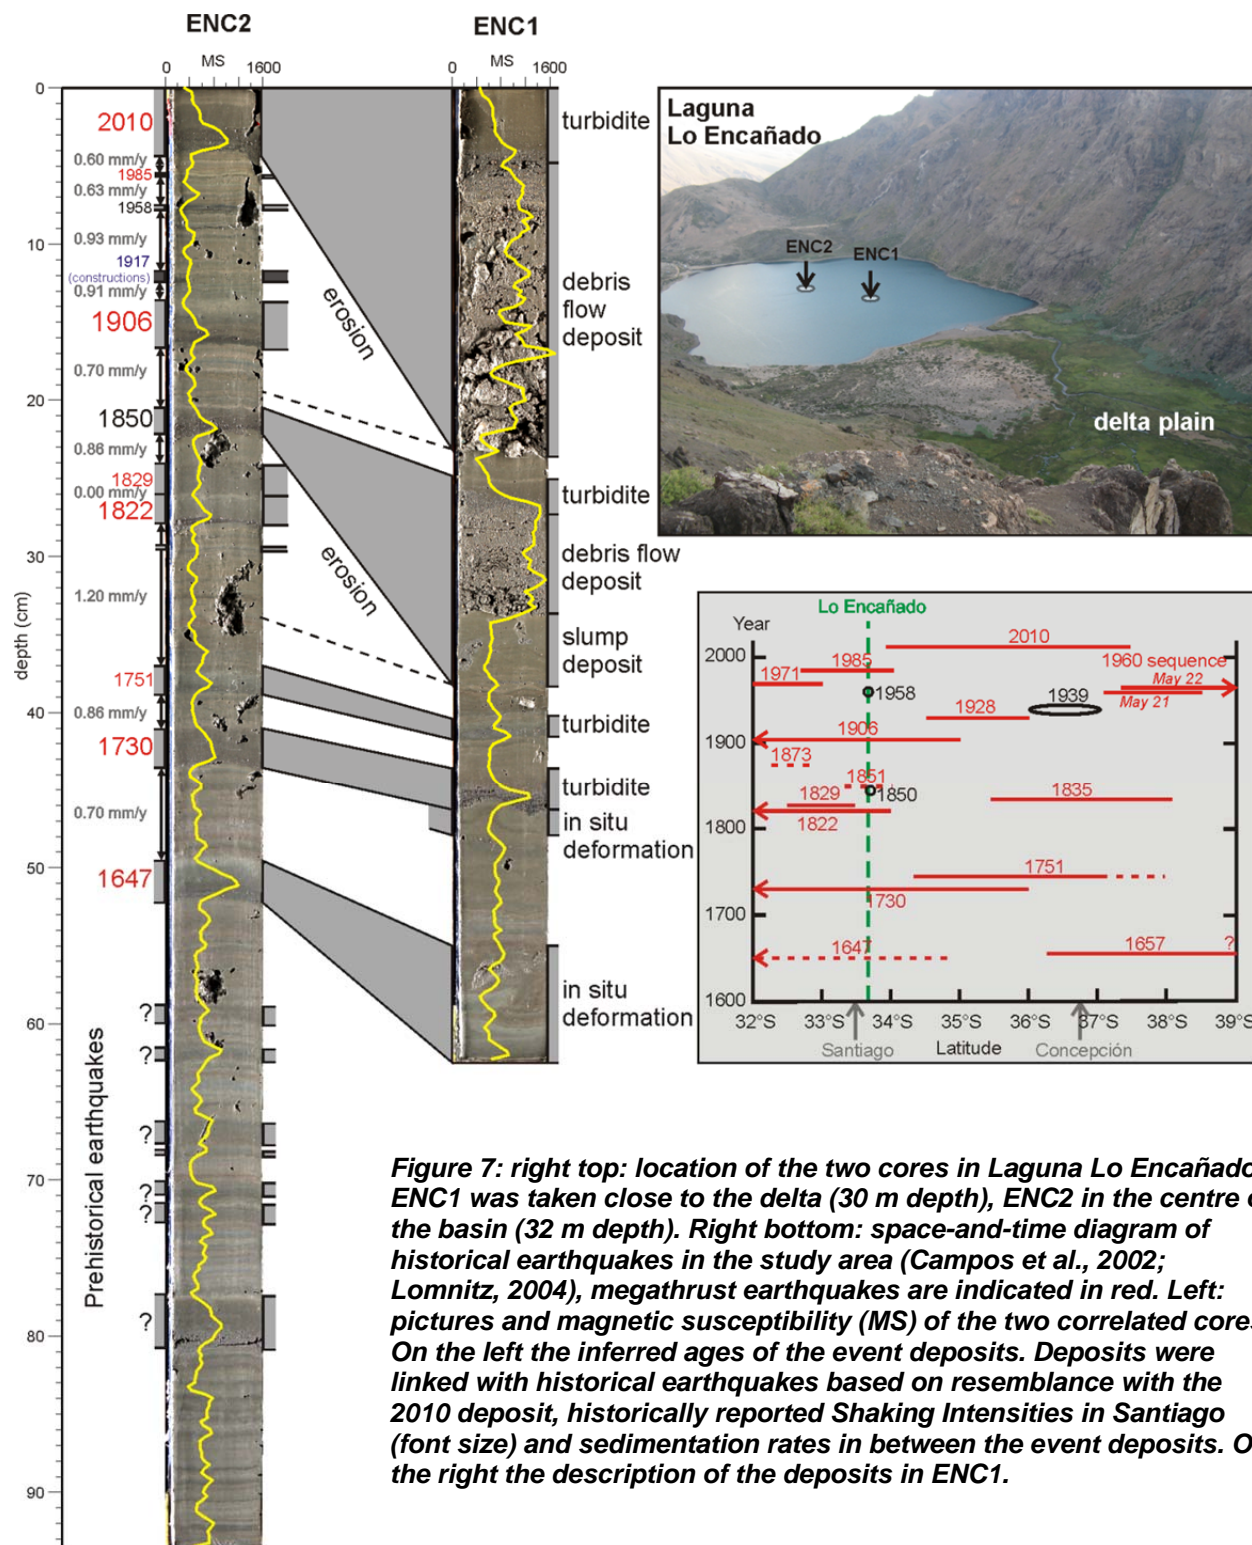 ENC2
ENC1
MS
0 1600
MS
0 1600
depth (cm)
0
10
20
30
40
50
60
70
80
90
2010
0.60 mm/y
1985
0.63 mm/y
1958
0.93 mm/y
1917
(constructions)
0.91 mm/y
1906
0.70 mm/y
1850
0.86 mm/y
1829
0.00 mm/y
1822
1.20 mm/y
1751
0.86 mm/y
1730
0.70 mm/y
1647
?
?
?
?
?
?
Prehistorical earthquakes
erosion
erosion
turbidite
debris
flow
deposit
turbidite
debris flow
deposit
slump
deposit
turbidite
turbidite
in situ
deformation
in situ
deformation
Laguna
Lo Encañado
ENC2
ENC1
delta plain
Lo Encañado
Year
2000
1900
1800
1700
1600
2010
1985
1960 sequence
1971
May 22
1958
1939
May 21
1928
1906
1873
1851
1850
1829
1835
1822
1751
1730
1647
1657
?
32°S 33°S 34°S 35°S 36°S 37°S 38°S 39°S
Santiago Latitude Concepción
Figure 7: right top: location of the two cores in Laguna Lo Encañado
ENC1 was taken close to the delta (30 m depth), ENC2 in the centre
the basin (32 m depth). Right bottom: space-and-time diagram of
historical earthquakes in the study area (Campos et al., 2002;
Lomnitz, 2004), megathrust earthquakes are indicated in red. Left:
pictures and magnetic susceptibility (MS) of the two correlated cores
On the left the inferred ages of the event deposits. Deposits were
linked with historical earthquakes based on resemblance with the
2010 deposit, historically reported Shaking Intensities in Santiago
(font size) and sedimentation rates in between the event deposits.
the right the description of the deposits in ENC1.